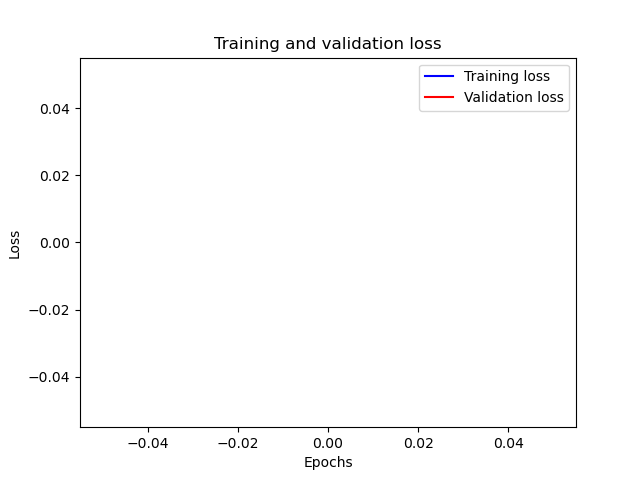 Training and validation loss
Training loss
Validation loss
0.04
0.02
0.00
−0.02
−0.04
Loss
−0.04
−0.02
0.00
0.02
0.04
Epochs